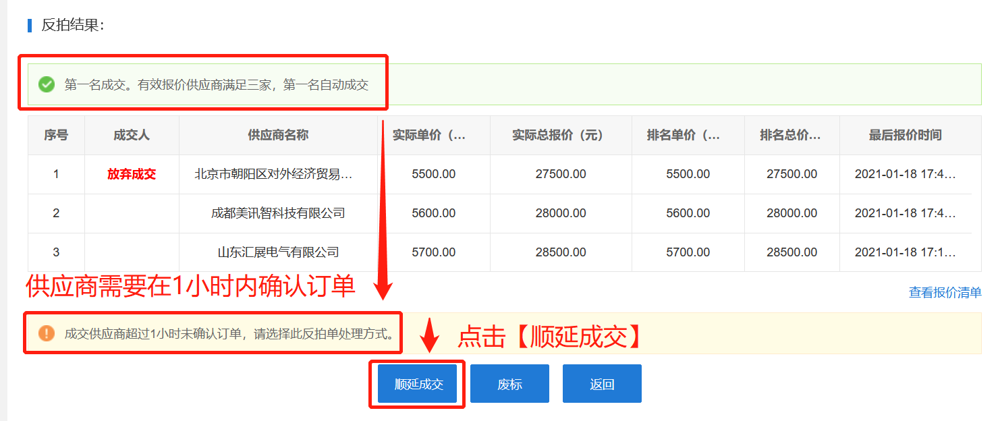 反拍结果：
第一名成交。有效报价供应商满足三家，第一名自动成交
序号 成交人 供应商名称 实际单价（... 实际总报价（元） 排名单价（... 排名总价... 最后报价时间
1 放弃成交 北京市朝阳区对外经济贸易... 5500.00 27500.00 5500.00 27500.00 2021-01-18 17:4...
2 成都美讯智科技有限公司 5600.00 28000.00 5600.00 28000.00 2021-01-18 17:4...
3 山东汇展电气有限公司 5700.00 28500.00 5700.00 28500.00 2021-01-18 17:1...
供应商需要在1小时内确认订单
查看报价清单
成交供应商超过1小时未确认订单，请选择此反拍单处理方式。
点击【顺延成交】
顺延成交 废标 返回